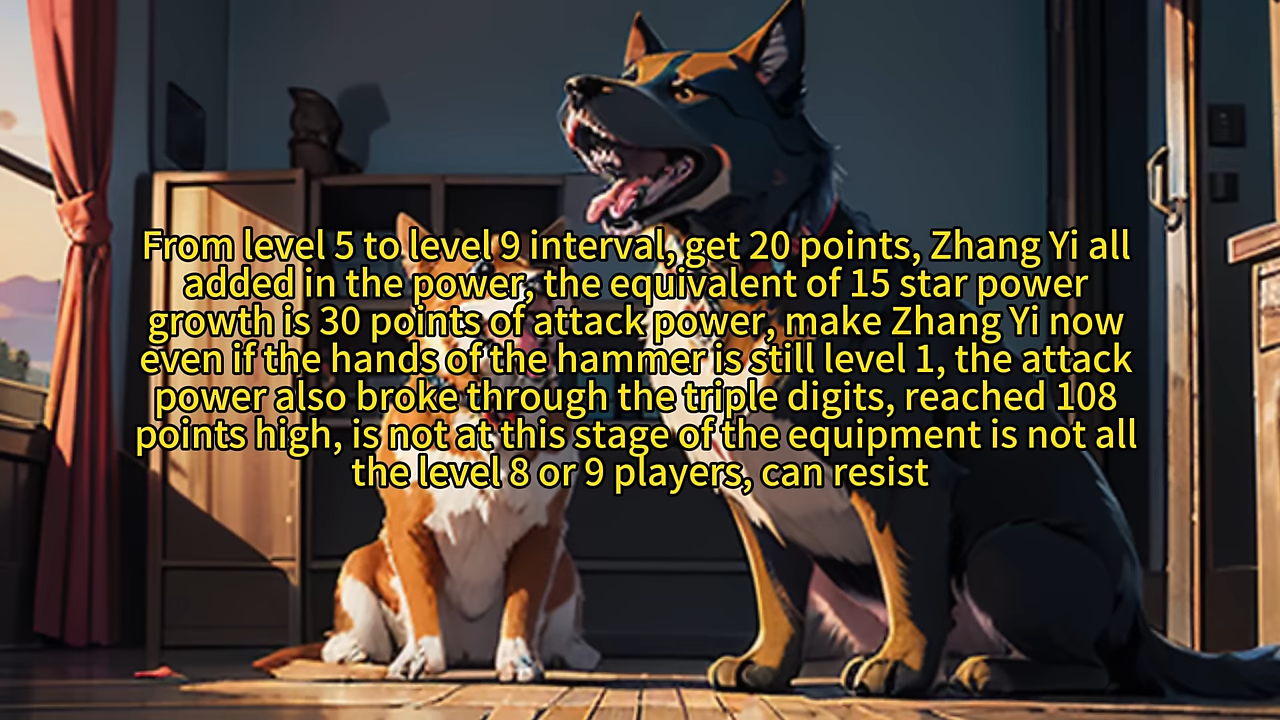 From level 5 to level 9 interval, get 20 points, Zhang Yi all
added in the power, the equivalent of 15 star power
growth is 30 points of attack power, make Zhang Yi now
even if the hands of the hammer is still level 1, the attack
power also broke through the triple digits, reached 108
points high, is not at this stage of the equipment is not all
the level 8 or 9 players, can resist